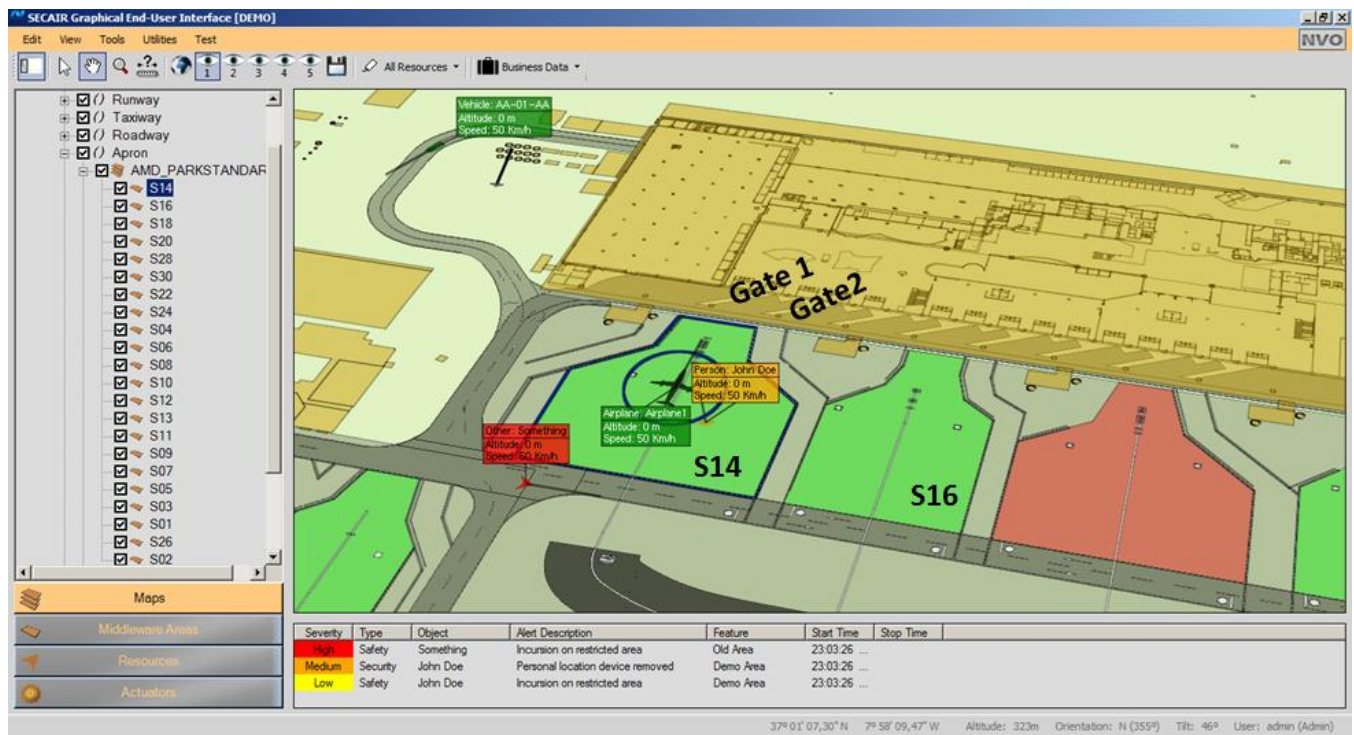 SECAIR Graphical End-User Interface [DEMO]
Edit View Tools Utilities Test
NVO
1 2 3 4 5 All Resources Business Data
Runway
Taxiway
Roadway
Apron
AMD_PARKSTANDAR
S14
S16
S18
S20
S28
S30
S22
S24
S04
S06
S08
S10
S12
S13
S11
S09
S07
S05
S03
S01
S26
S02
Maps
Middleware Areas
Resources
Actuators
Vehicle: AA-01-AA
Altitude: 0 m
Speed: 50 Km/h
Gate 1
Gate2
Person: John Doe
Altitude: 0 m
Speed: 50 Km/h
Airplane: Airplane1
Altitude: 0 m
Speed: 50 Km/h
Other: Something
Altitude: 0 m
Speed: 50 Km/h
S14
S16
Severity Type Object Alert Description Feature Start Time Stop Time
High Safety Something Incursion on restricted area Old Area 23:03:26 ...
Medium Security John Doe Personal location device removed Demo Area 23:03:26 ...
Low Safety John Doe Incursion on restricted area Demo Area 23:03:26 ...
37º 01' 07,30" N 7º 58' 09,47" W Altitude: 323m Orientation: N (355º) Tilt: 46º User: admin (Admin)